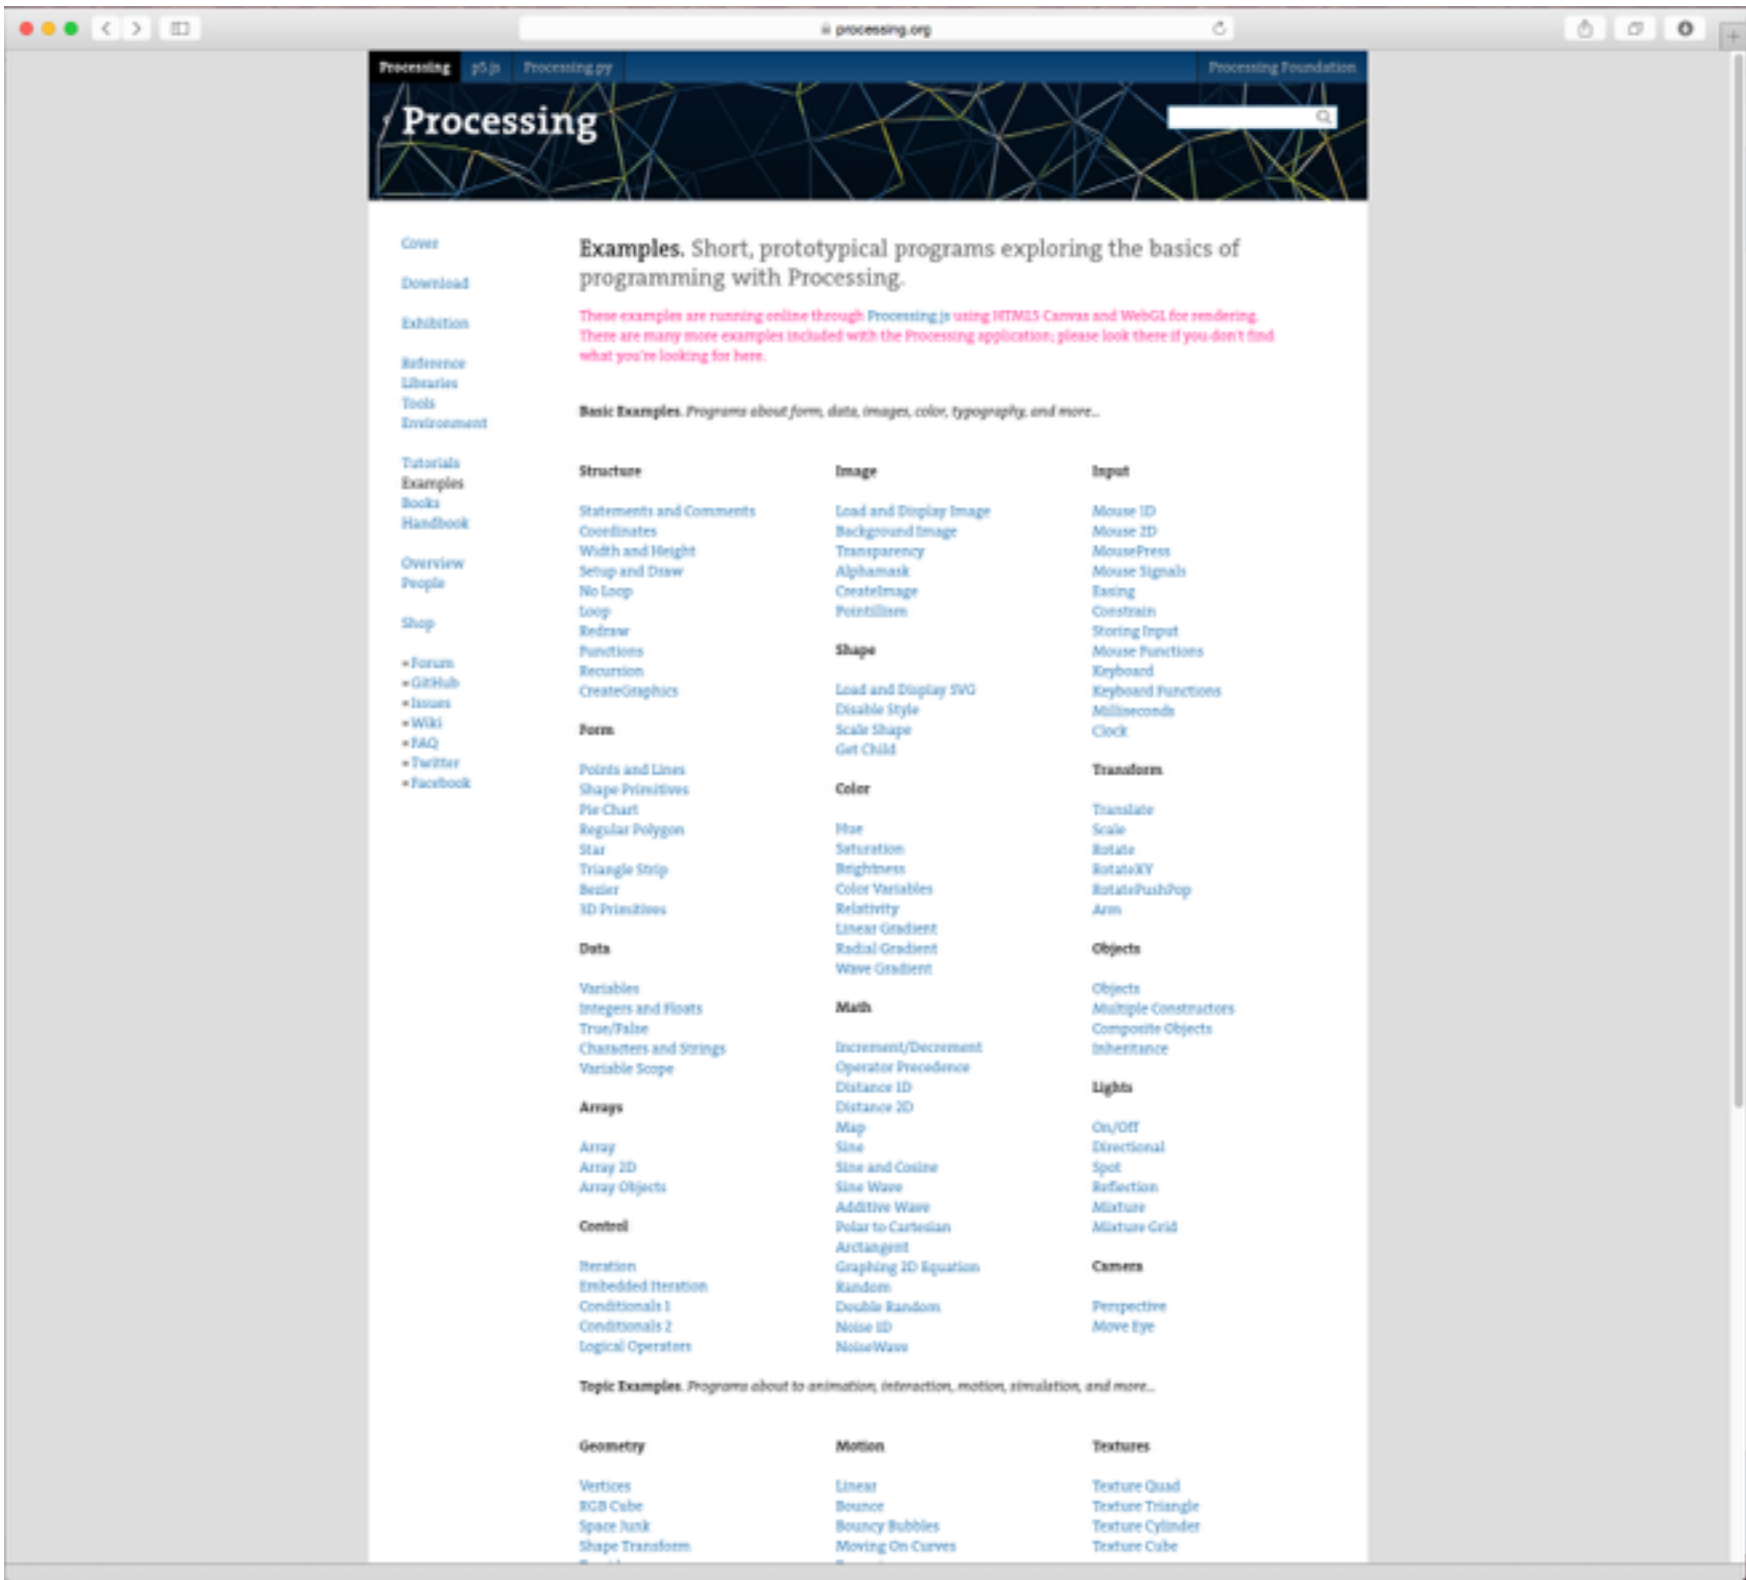 processing.org
Processing p5.js Processing.py Processing Foundation
Processing
Cover
Download
Exhibition
Reference
Libraries
Tools
Environment
Tutorials
Examples
Books
Handbook
Overview
People
Shop
Forum
GitHub
Issues
Wiki
FAQ
Twitter
Facebook
Examples. Short, prototypical programs exploring the basics of
programming with Processing.
These examples are running online through Processing.js using HTML5 Canvas and WebGL for rendering.
There are many more examples included with the Processing application; please look there if you don't find
what you're looking for here.
Basic Examples. Programs about form, data, images, color, typography, and more...
Structure
Statements and Comments
Coordinates
Width and Height
Setup and Draw
No Loop
Loop
Redraw
Functions
Recursion
CreateGraphics
Form
Points and Lines
Shape Primitives
Pie Chart
Regular Polygon
Star
Triangle Strip
Bezier
3D Primitives
Data
Variables
Integers and Floats
True/False
Characters and Strings
Variable Scope
Arrays
Array
Array 2D
Array Objects
Control
Iteration
Embedded Iteration
Conditionals 1
Conditionals 2
Logical Operators
Image
Load and Display Image
Background Image
Transparency
Alphamask
CreateImage
Pointillism
Shape
Load and Display SVG
Disable Style
Scale Shape
Get Child
Color
Hue
Saturation
Brightness
Color Variables
Relativity
Linear Gradient
Radial Gradient
Wave Gradient
Math
Increment/Decrement
Operator Precedence
Distance 1D
Distance 2D
Map
Sine
Sine and Cosine
Sine Wave
Additive Wave
Polar to Cartesian
Arctangent
Graphing 2D Equation
Random
Double Random
Noise 1D
NoiseWave
Input
Mouse 1D
Mouse 2D
MousePress
Mouse Signals
Easing
Constrain
Storing Input
Mouse Functions
Keyboard
Keyboard Functions
Milliseconds
Clock
Transform
Translate
Scale
Rotate
RotateXY
RotatePushPop
Arm
Objects
Objects
Multiple Constructors
Composite Objects
Inheritance
Lights
On/Off
Directional
Spot
Reflection
Mixture
Mixture Grid
Camera
Perspective
Move Eye
Topic Examples. Programs about to animation, interaction, motion, simulation, and more...
Geometry
Vertices
RGB Cube
Space Junk
Shape Transform
Motion
Linear
Bounce
Bouncy Bubbles
Moving On Curves
Textures
Texture Quad
Texture Triangle
Texture Cylinder
Texture Cube